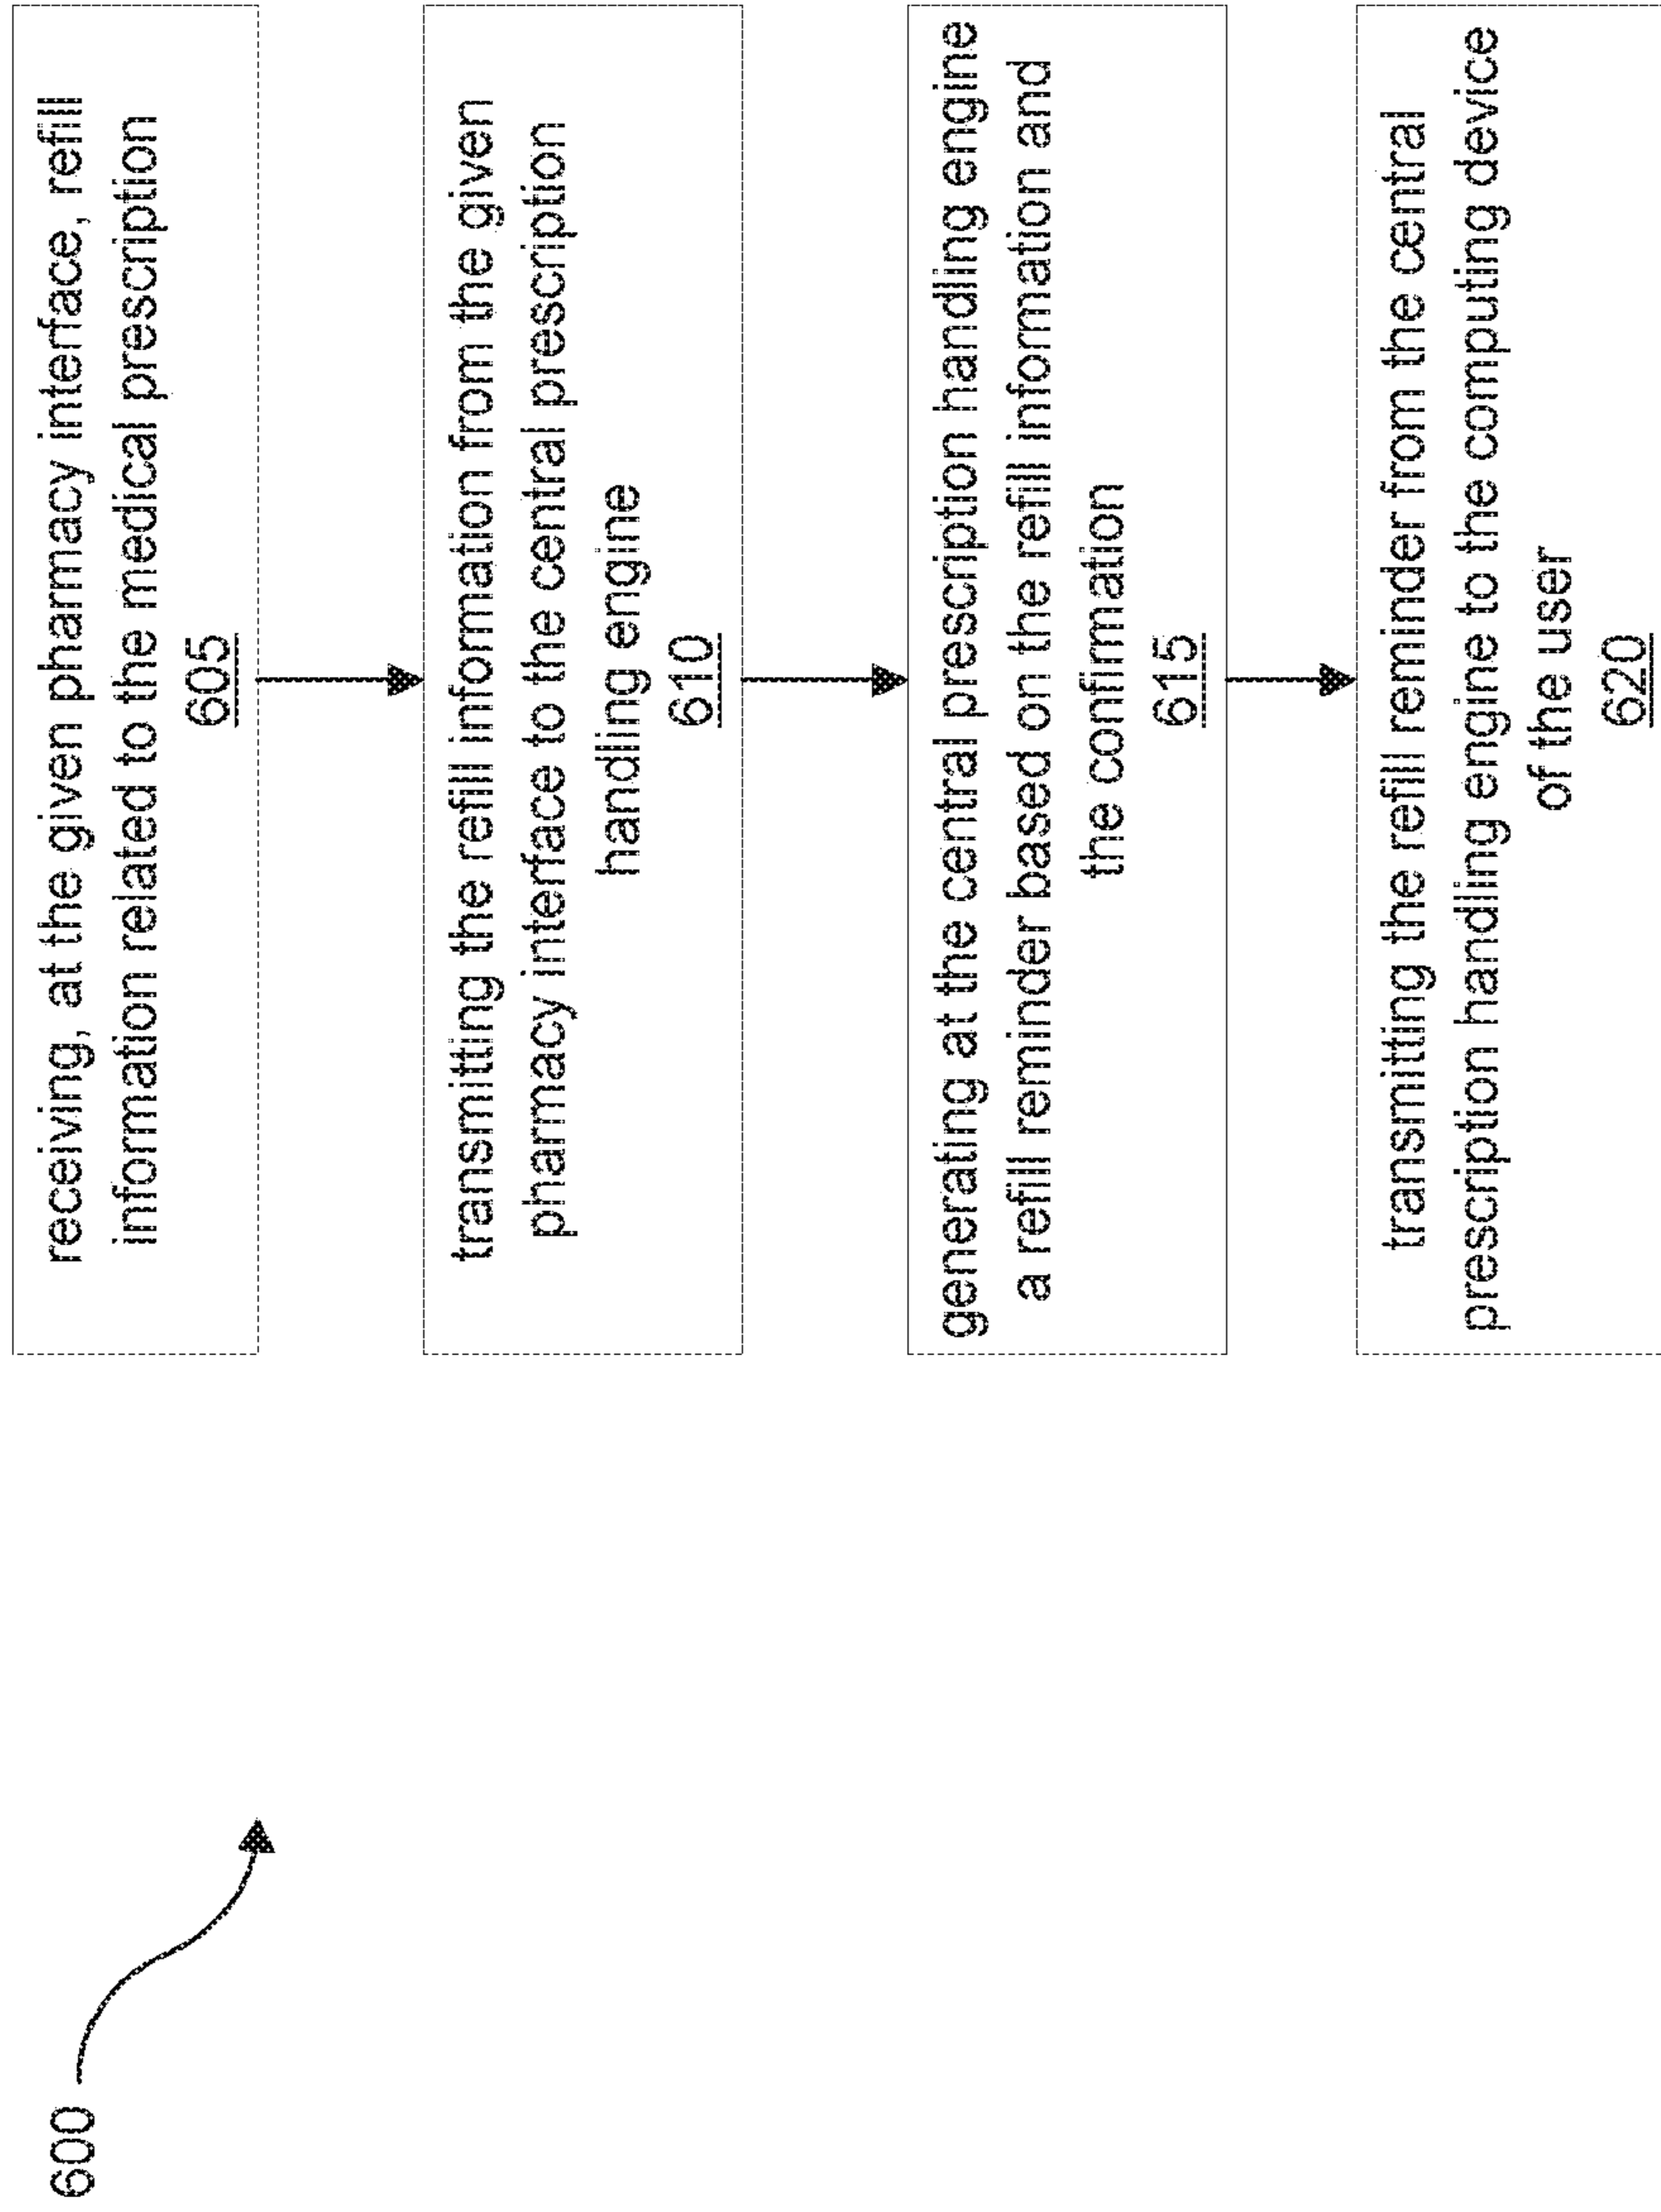 600
receiving, at the given pharmacy interface, refill
information related to the medical prescription
605
transmitting the refill information from the given
pharmacy interface to the central prescription
handling engine
610
generating at the central prescription handling engine
a refill reminder based on the refill information and
the confirmation
615
transmitting the refill reminder from the central
prescription handling engine to the computing device
of the user
620